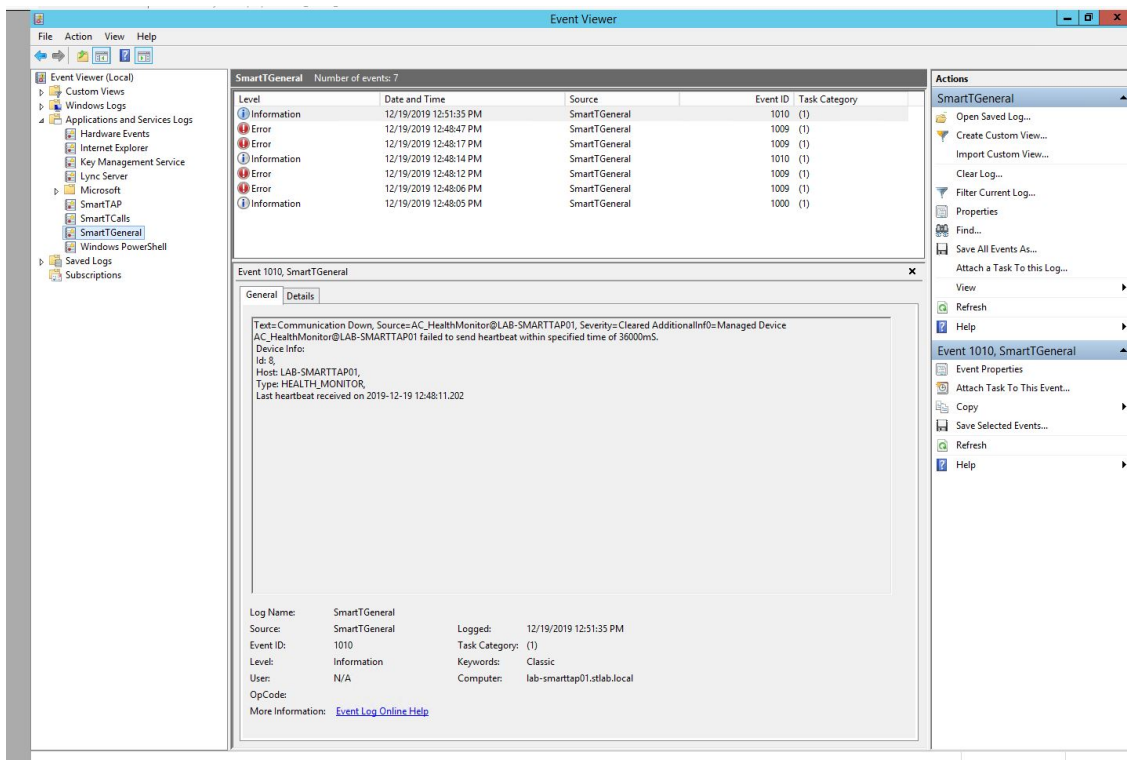 Event Viewer
File Action View Help
Event Viewer (Local)
Custom Views
Windows Logs
Applications and Services Logs
Hardware Events
Internet Explorer
Key Management Service
Lync Server
Microsoft
SmartTAP
SmartTCalls
SmartTGeneral
Windows PowerShell
Saved Logs
Subscriptions
SmartTGeneral Number of events: 7
Level Date and Time Source Event ID Task Category
Information 12/19/2019 12:51:35 PM SmartTGeneral 1010 (1)
Error 12/19/2019 12:48:47 PM SmartTGeneral 1009 (1)
Error 12/19/2019 12:48:17 PM SmartTGeneral 1009 (1)
Information 12/19/2019 12:48:14 PM SmartTGeneral 1010 (1)
Error 12/19/2019 12:48:12 PM SmartTGeneral 1009 (1)
Error 12/19/2019 12:48:06 PM SmartTGeneral 1009 (1)
Information 12/19/2019 12:48:05 PM SmartTGeneral 1000 (1)
Event 1010, SmartTGeneral
General Details
Text=Communication Down, Source=AC_HealthMonitor@LAB-SMARTTAP01, Severity=Cleared AdditionalInf0=Managed Device
AC_HealthMonitor@LAB-SMARTTAP01 failed to send heartbeat within specified time of 36000mS.
Device Info:
Id: 8,
Host: LAB-SMARTTAP01,
Type: HEALTH_MONITOR,
Last heartbeat received on 2019-12-19 12:48:11.202
Log Name: SmartTGeneral
Source: SmartTGeneral Logged: 12/19/2019 12:51:35 PM
Event ID: 1010 Task Category: (1)
Level: Information Keywords: Classic
User: N/A Computer: lab-smarttap01.stlab.local
OpCode:
More Information: Event Log Online Help
Actions
SmartTGeneral
Open Saved Log...
Create Custom View...
Import Custom View...
Clear Log...
Filter Current Log...
Properties
Find...
Save All Events As...
Attach a Task To this Log...
View
Refresh
Help
Event 1010, SmartTGeneral
Event Properties
Attach Task To This Event...
Copy
Save Selected Events...
Refresh
Help